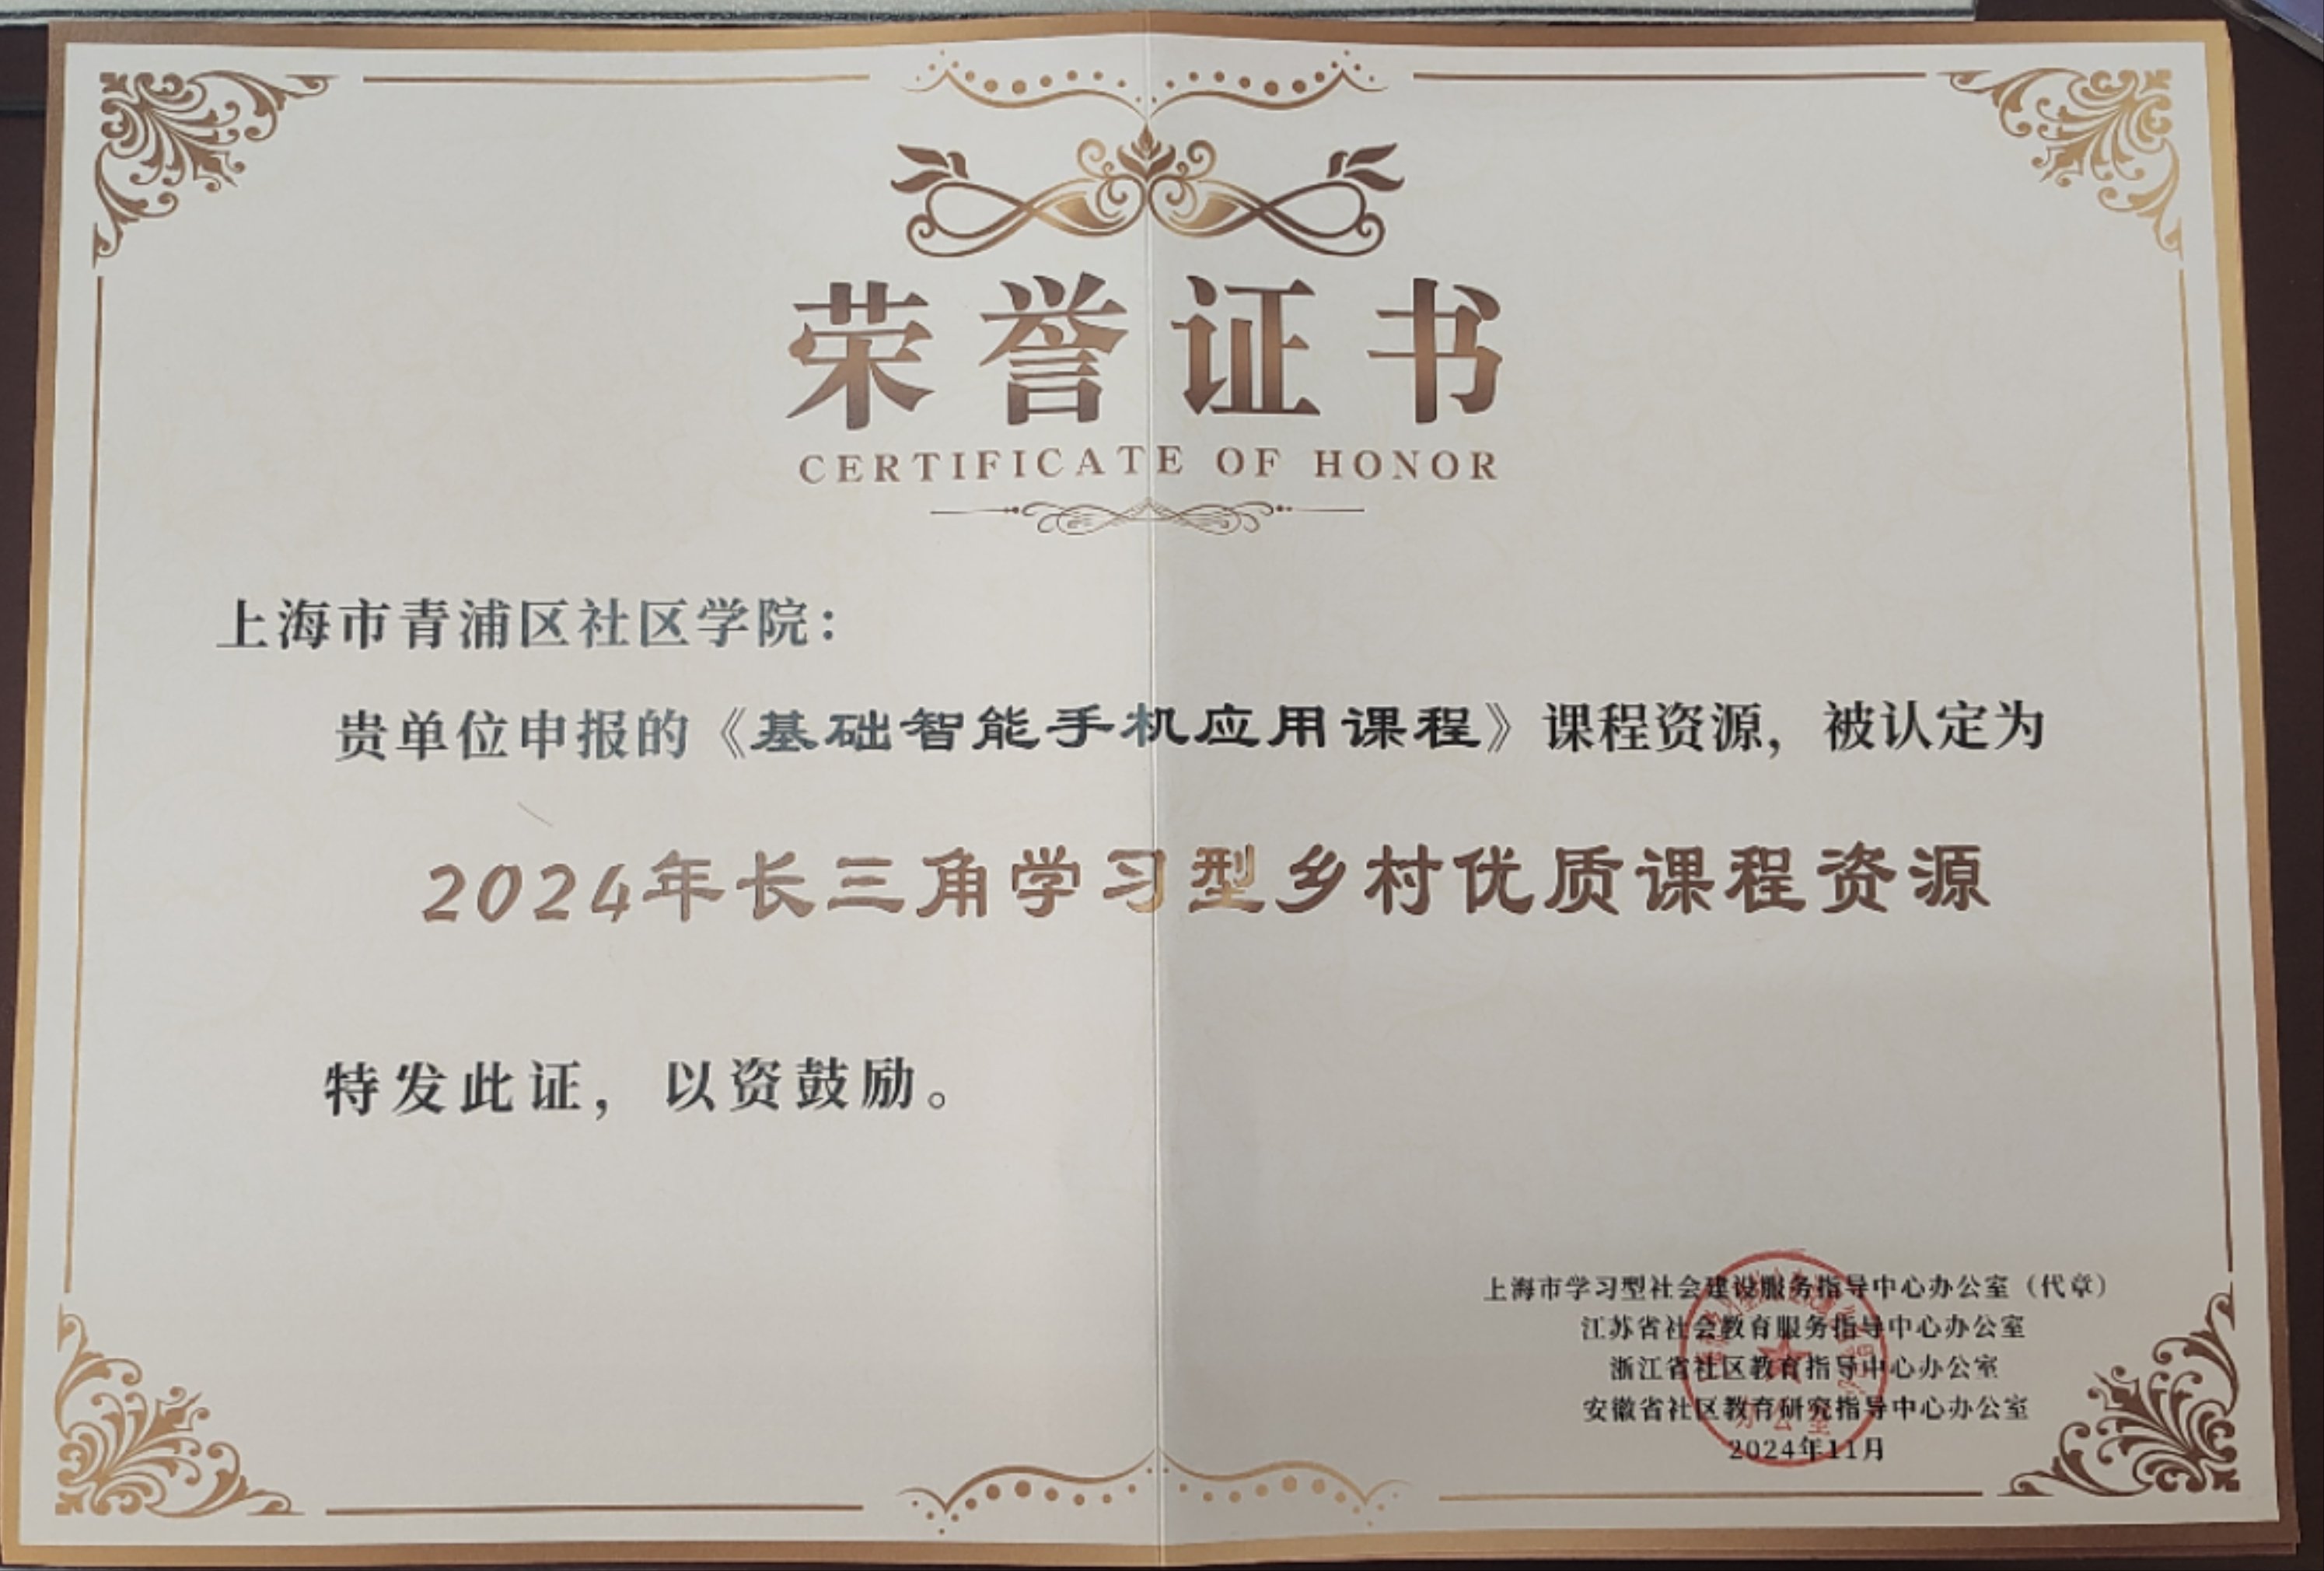 荣誉证书
CERTIFICATE OF HONOR
上海市青浦区社区学院：
贵单位申报的《基础智能手机应用课程》课程资源，被认定为
2024年长三角学习型乡村优质课程资源
特发此证，以资鼓励。
上海市学习型社会建设服务指导中心办公室（代章）
江苏省社会教育服务指导中心办公室
浙江省社区教育指导中心办公室
安徽省社区教育研究指导中心办公室
2024年11月
办公室